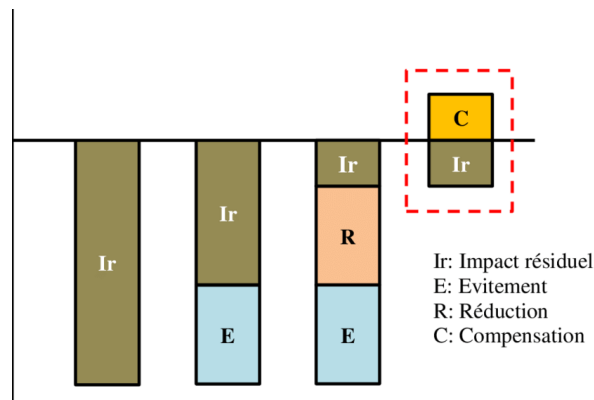 C
Ir
Ir
Ir
Ir
R
E
E
Ir: Impact résiduel
E: Evitement
R: Réduction
C: Compensation